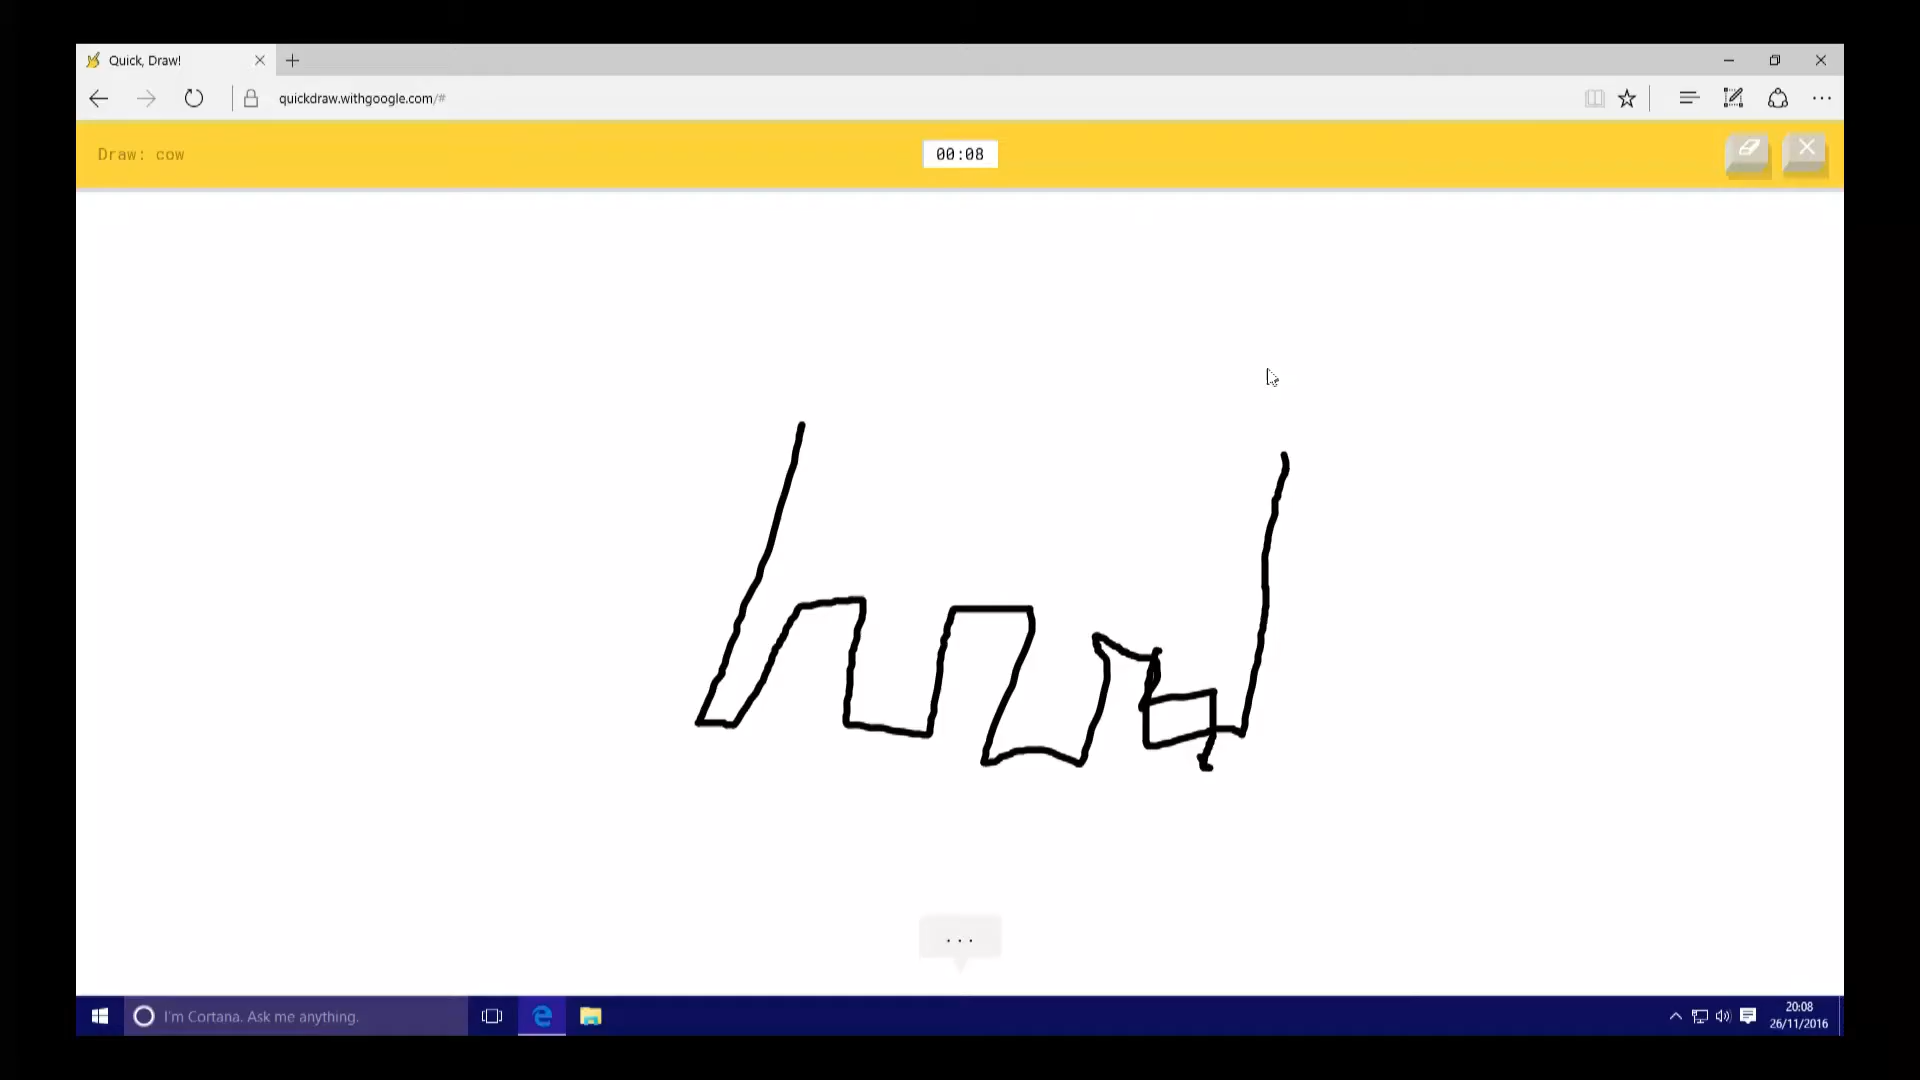 Quick, Draw!
quickdraw.withgoogle.com/#
Draw: cow
00:08
...
I'm Cortana. Ask me anything.
20:08
26/11/2016